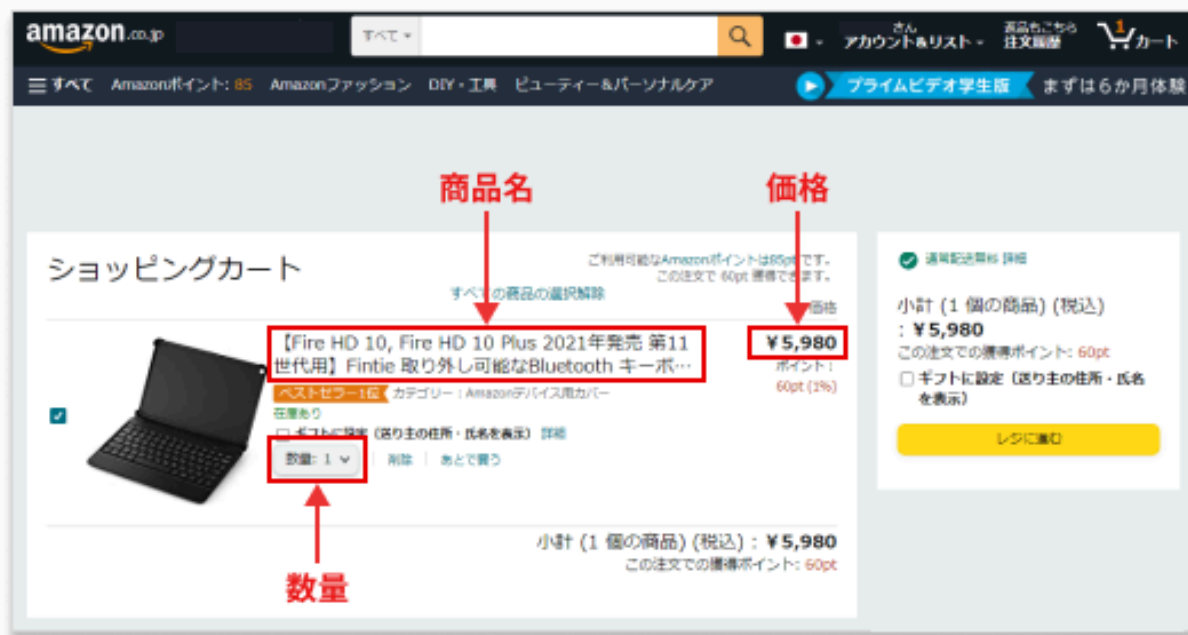 amazon.co.jp
すべて
さん
アカウント&リスト
返品もこちら
注文履歴
1
カート
すべて Amazonポイント: 85 Amazonファッション DIY・工具 ビューティー&パーソナルケア
プライムビデオ学生版 まずは6か月体験
商品名
価格
ショッピングカート
ご利用可能なAmazonポイントは85ptです。
この注文で 60pt 獲得できます。
すべての商品の選択解除
価格
【Fire HD 10, Fire HD 10 Plus 2021年発売 第11
世代用】Fintie 取り外し可能なBluetooth キーボ…
¥5,980
ポイント:
60pt (1%)
ベストセラー1位 カテゴリー:Amazonデバイス用カバー
在庫あり
ギフトに設定(送り主の住所・氏名を表示) 詳細
数量: 1 削除 あとで買う
小計 (1 個の商品) (税込) : ¥5,980
この注文での獲得ポイント: 60pt
数量
通常配送無料 詳細
小計 (1 個の商品) (税込)
: ¥5,980
この注文での獲得ポイント: 60pt
ギフトに設定(送り主の住所・氏名
を表示)
レジに進む